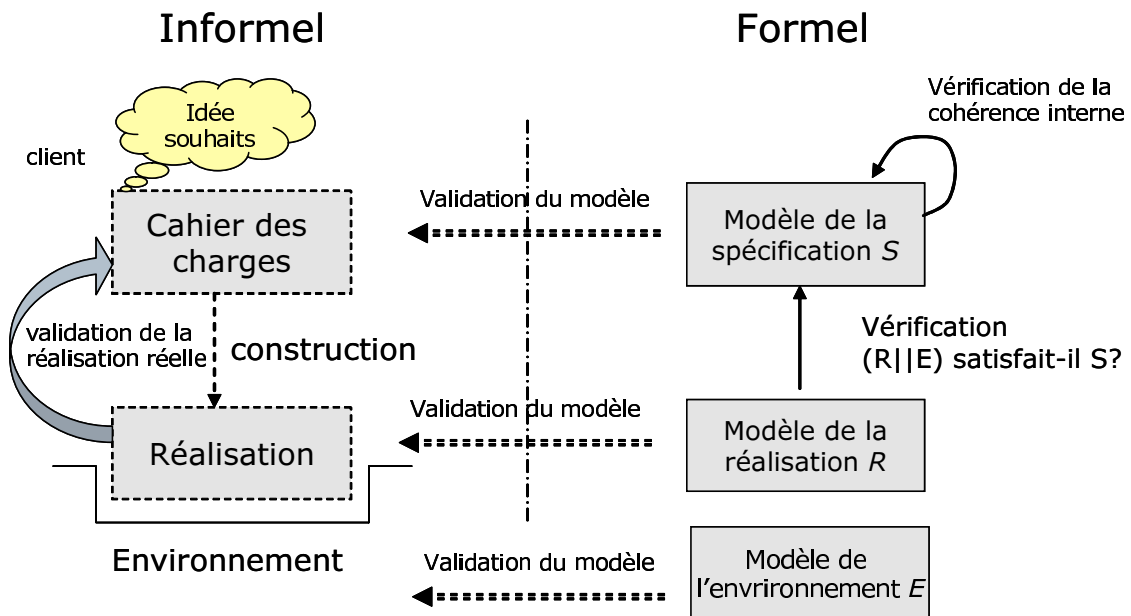 Informel
Formel
Idée
souhaits
client
Vérification de la
cohérence interne
Cahier des
charges
Validation du modèle
Modèle de la
spécification S
validation de la
réalisation réelle
construction
Vérification
(R||E) satisfait-il S?
Réalisation
Validation du modèle
Modèle de la
réalisation R
Environnement
Validation du modèle
Modèle de
l'envrironnement E